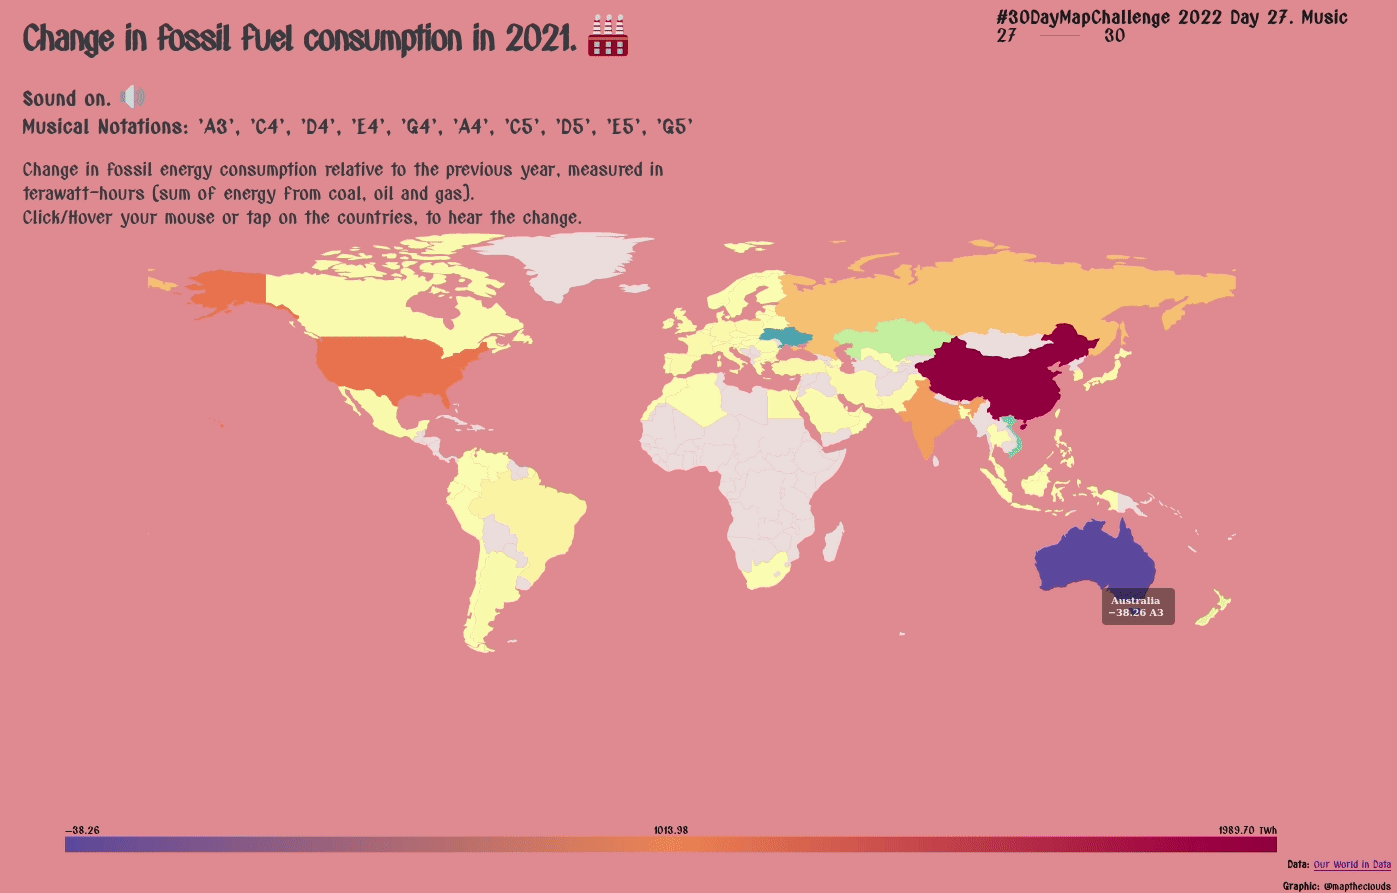 Change in fossil fuel consumption in 2021.
#30DayMapChallenge 2022 Day 27. Music
27 30
Sound on.
Musical Notations: 'A3', 'C4', 'D4', 'E4', 'G4', 'A4', 'C5', 'D5', 'E5', 'G5'
Change in fossil energy consumption relative to the previous year, measured in
terawatt-hours (sum of energy from coal, oil and gas).
Click/Hover your mouse or tap on the countries, to hear the change.
Australia
−38.26 A3
−38.26 1013.98 1989.70 TWh
Data: Our World in Data
Graphic: @maptheclouds